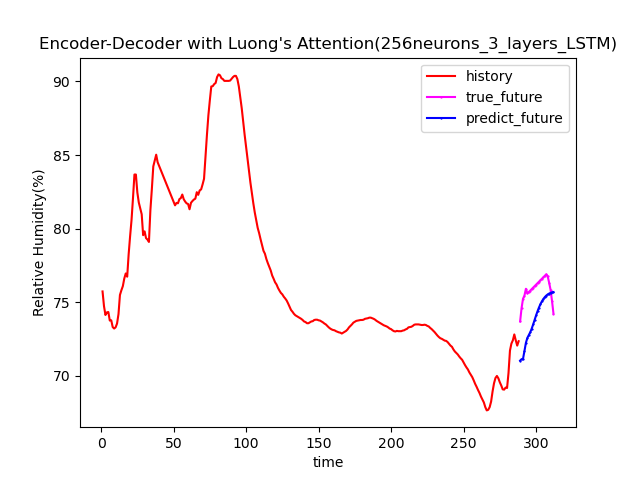 Encoder-Decoder with Luong's Attention(256neurons_3_layers_LSTM)
history
true_future
predict_future
Relative Humidity(%)
90
85
80
75
70
0
50
100
150
200
250
300
time